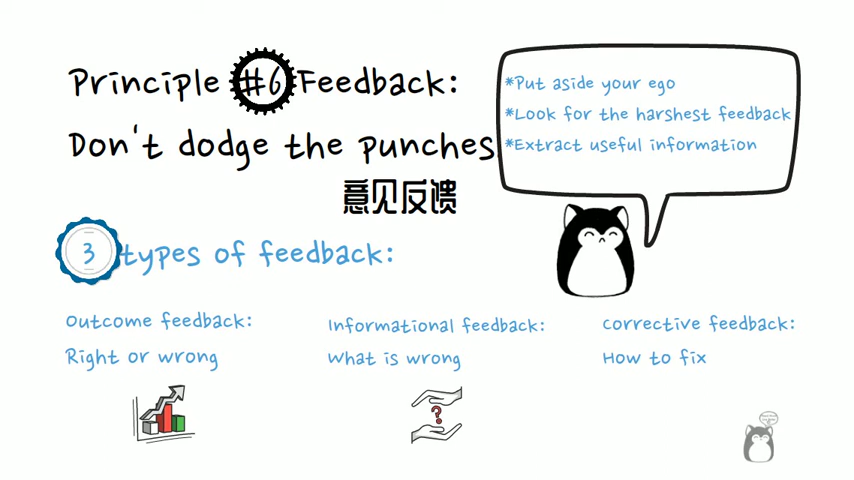 Principle #6 Feedback:
Don't dodge the punches
意见反馈
*Put aside your ego
*Look for the harshest feedback
*Extract useful information
3 types of feedback:
Outcome feedback:
Right or wrong
Informational feedback:
What is wrong
Corrective feedback:
How to fix
?